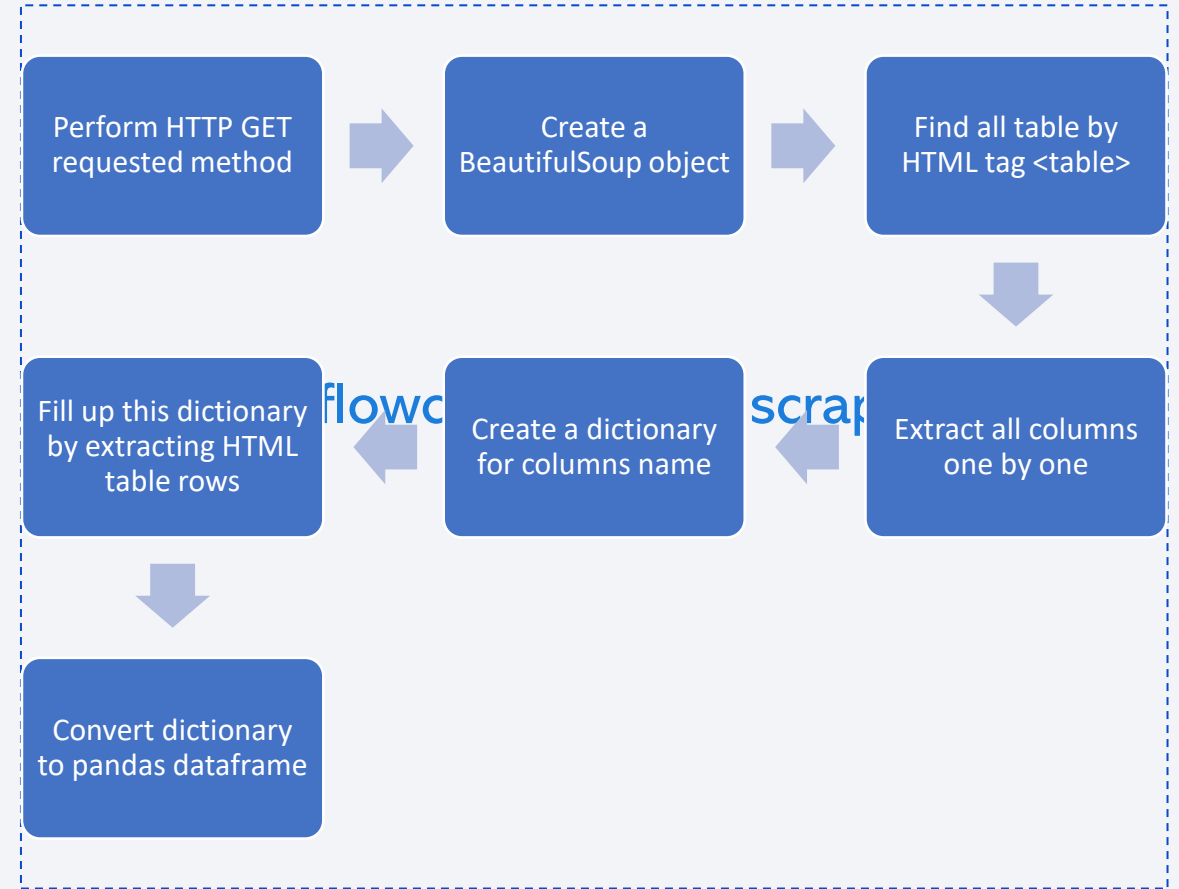 Perform HTTP GET
requested method
Create a
BeautifulSoup object
Find all table by
HTML tag <table>
Extract all columns
one by one
Create a dictionary
for columns name
Fill up this dictionary
by extracting HTML
table rows
Convert dictionary
to pandas dataframe